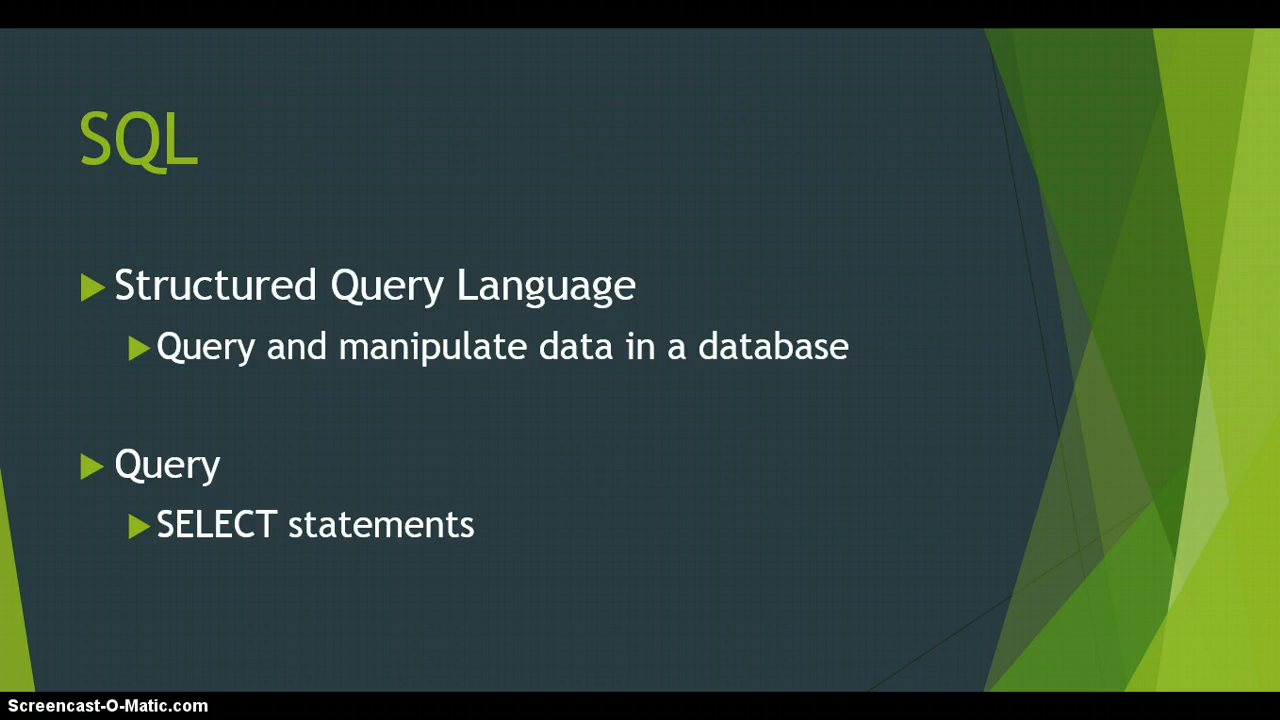 SQL
Structured Query Language
Query and manipulate data in a database
Query
SELECT statements
Screencast-O-Matic.com